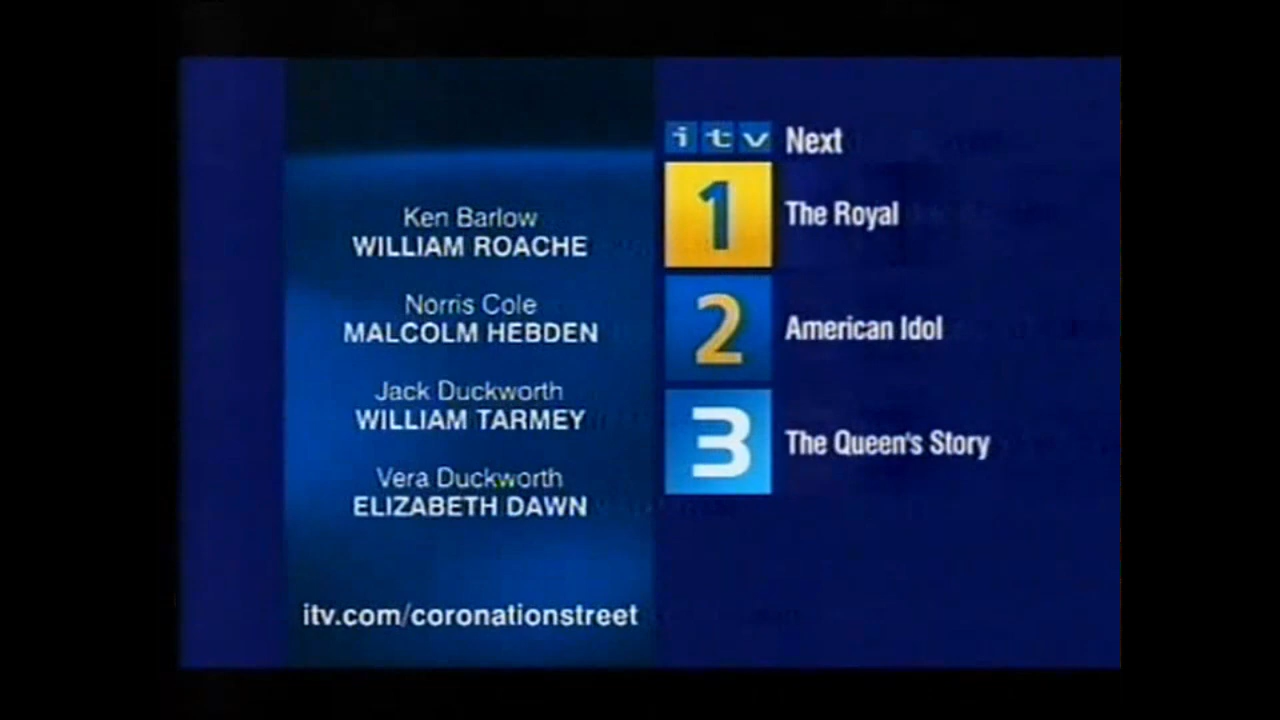 Ken Barlow
WILLIAM ROACHE
Norris Cole
MALCOLM HEBDEN
Jack Duckworth
WILLIAM TARMEY
Vera Duckworth
ELIZABETH DAWN
itv.com/coronationstreet
itv Next
1 The Royal
2 American Idol
3 The Queen's Story